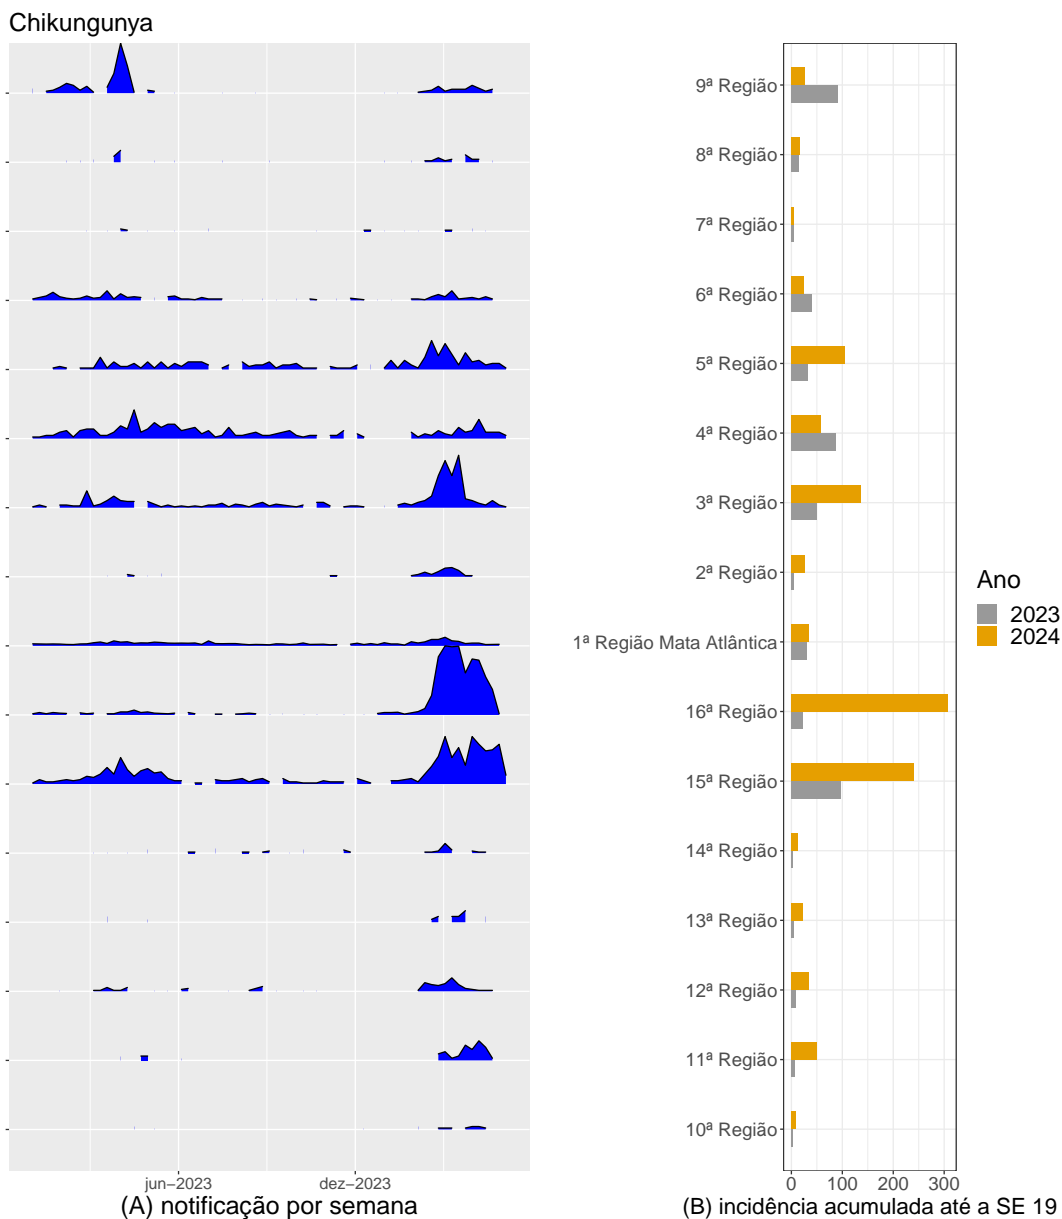 Chikungunya
9ª Região
8ª Região
7ª Região
6ª Região
5ª Região
4ª Região
3ª Região
2ª Região
1ª Região Mata Atlântica
16ª Região
15ª Região
14ª Região
13ª Região
12ª Região
11ª Região
10ª Região
Ano
2023
2024
jun–2023 dez–2023
0 100 200 300
(A) notificação por semana
(B) incidência acumulada até a SE 19